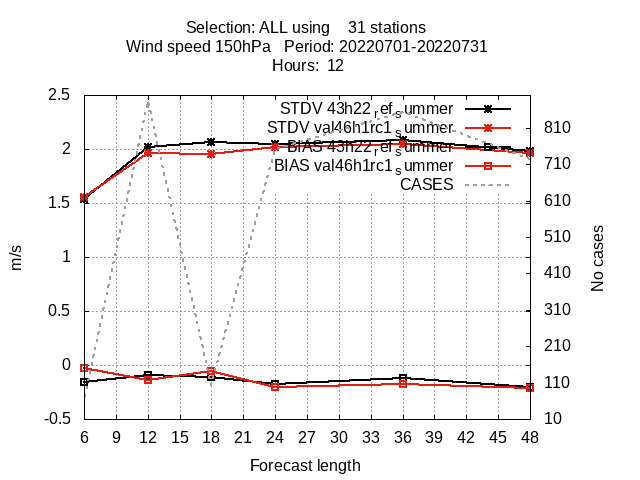 Selection: ALL using 31 stations
Wind speed 150hPa Period: 20220701-20220731
Hours: 12
STDV 43h22_ref_summer
STDV val46h1rc1_summer
BIAS 43h22_ref_summer
BIAS val46h1rc1_summer
CASES
2.5
2
1.5
1
0.5
0
-0.5
m/s
810
710
610
510
410
310
210
110
10
No cases
6 9 12 15 18 21 24 27 30 33 36 39 42 45 48
Forecast length